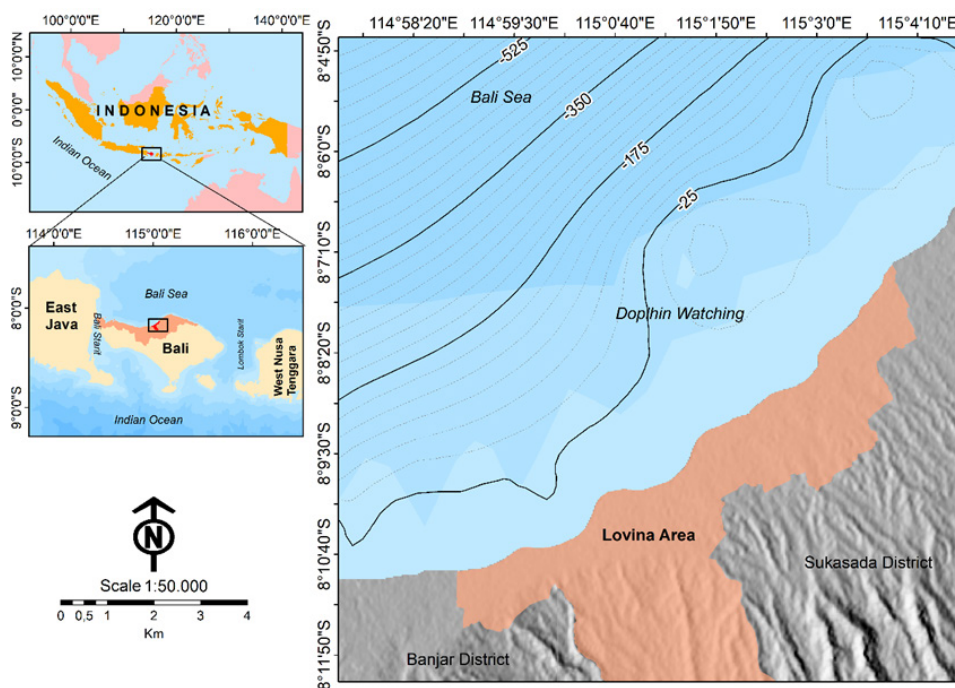 100°0'0"E
120°0'0"E
140°0'0"E
10°0'0"N
0°0'0"
10°0'0"S
INDONESIA
Indian Ocean
114°0'0"E
115°0'0"E
116°0'0"E
8°0'0"S
9°0'0"S
Bali Sea
East
Java
Bali Starit
Bali
Lombok Starit
West Nusa
Tenggara
Indian Ocean
N
Scale 1:50.000
0 0,5 1 2 3 4
Km
114°58'20"E
114°59'30"E
115°0'40"E
115°1'50"E
115°3'0"E
115°4'10"E
8°4'50"S
8°6'0"S
8°7'10"S
8°8'20"S
8°9'30"S
8°10'40"S
8°11'50"S
-525
Bali Sea
-350
-175
-25
Doplhin Watching
Lovina Area
Sukasada District
Banjar District